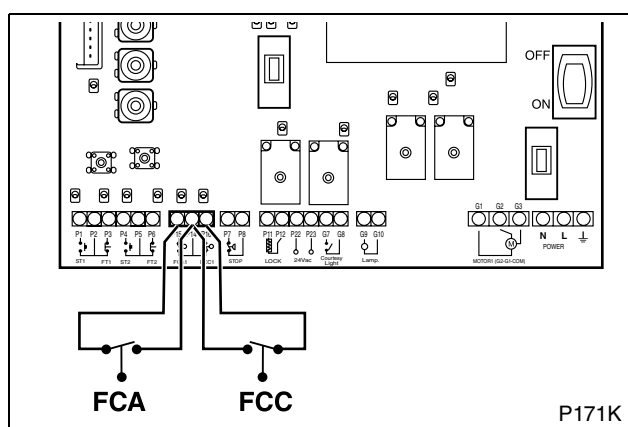 OFF
ON
P1 P2 P3 P4 P5 P6 P14 P7 P8 P11 P12 P22 P23 G7 G8 G9 G10 G1 G2 G3
ST1 FT1 ST2 FT2 STOP LOCK 24Vac Courtesy Light Lamp. MOTOR1 (G2-G1-COM) N L POWER
M
FCA FCC
P171K